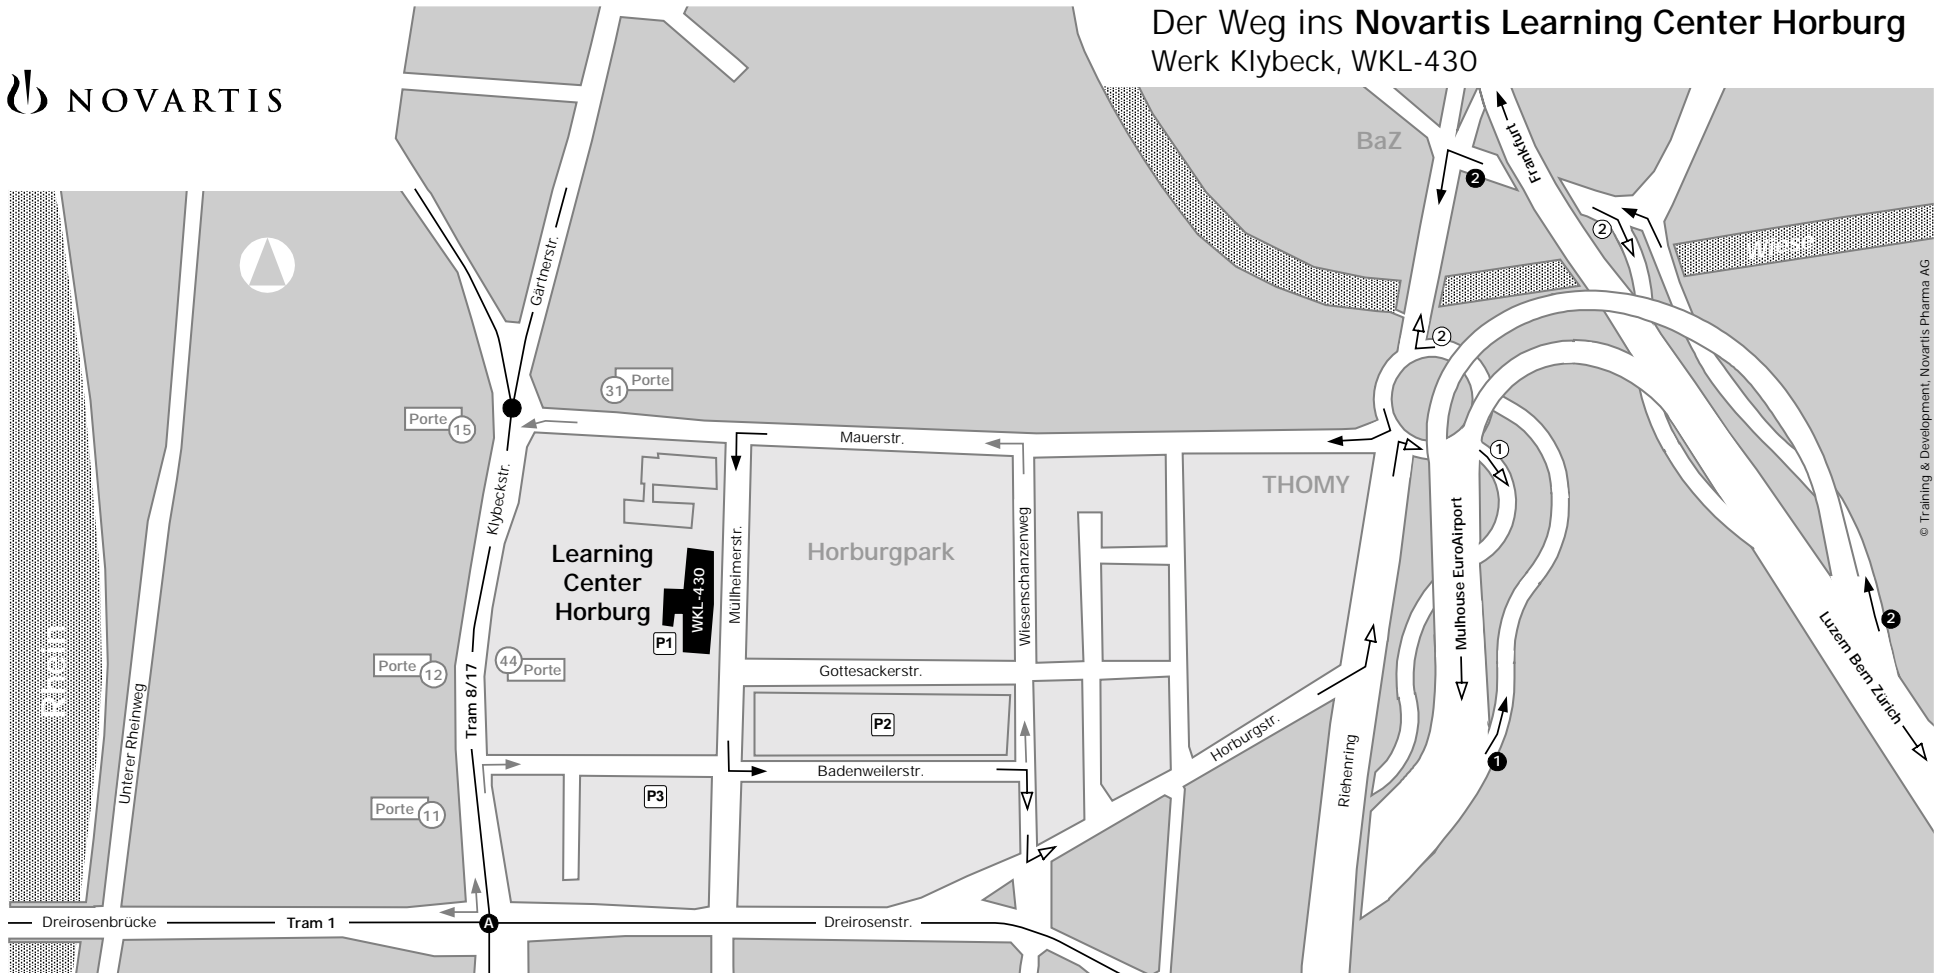 Der Weg ins Novartis Learning Center Horburg
Werk Klybeck, WKL-430
NOVARTIS
BaZ
Frankfurt
2
2
Wiese
Gärtnerstr.
© Training & Development, Novartis Pharma AG
2
Porte
31
Porte
15
Mauerstr.
1
THOMY
Klybeckstr.
Learning
Center
Horburg
WKL-430
P1
Müllheimerstr.
Horburgpark
Wiesenschanzenweg
Mulhouse EuroAirport
2
Luzern Bern Zürich
Rhein
Unterer Rheinweg
Porte
12
44
Porte
Tram 8/17
Gottesackerstr.
P2
Horburgstr.
Riehenring
Badenweilerstr.
1
P3
Porte
11
Dreirosenbrücke
Tram 1
A
Dreirosenstr.